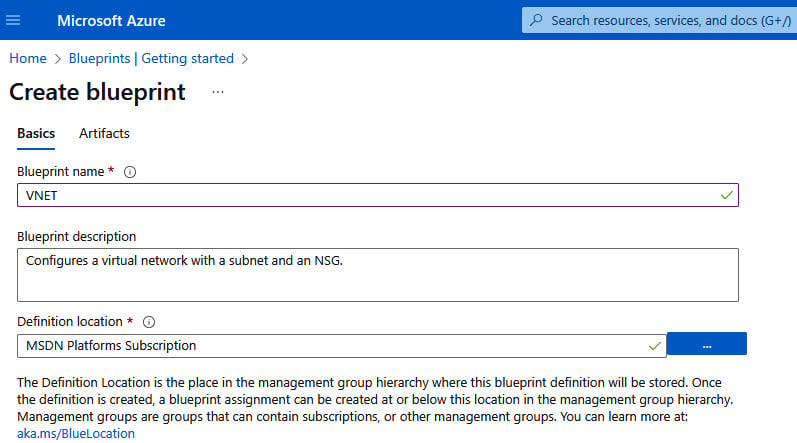 Microsoft Azure
Search resources, services, and docs (G+/)
Home > Blueprints | Getting started >
Create blueprint ...
Basics Artifacts
Blueprint name *
VNET
Blueprint description
Configures a virtual network with a subnet and an NSG.
Definition location *
MSDN Platforms Subscription
...
The Definition Location is the place in the management group hierarchy where this blueprint definition will be stored. Once
the definition is created, a blueprint assignment can be created at or below this location in the management group hierarchy.
Management groups are groups that can contain subscriptions, or other management groups. You can learn more at:
aka.ms/BlueLocation